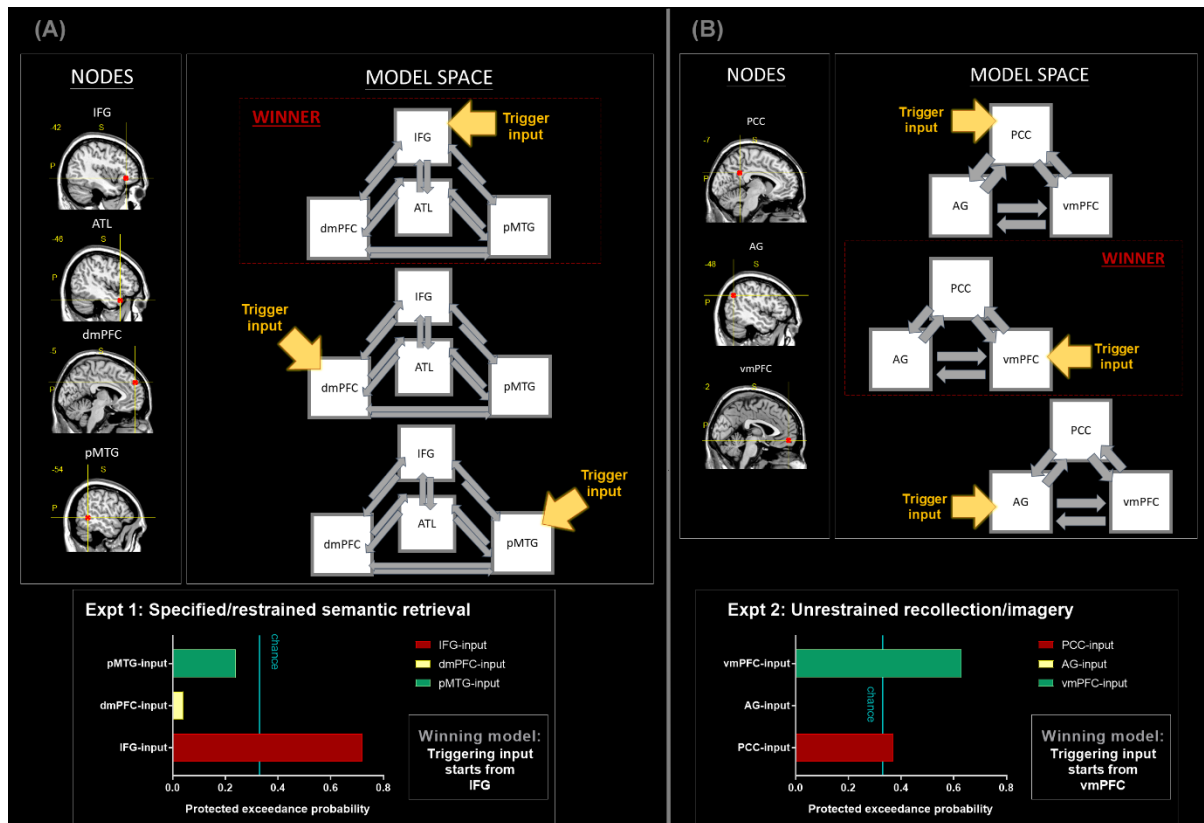 (A)
NODES
IFG
-42
S
P
ATL
-46
S
P
dmPFC
5
S
P
pMTG
-54
S
P
MODEL SPACE
WINNER
IFG
Trigger
input
dmPFC
ATL
pMTG
Trigger
input
IFG
dmPFC
ATL
pMTG
IFG
Trigger
input
dmPFC
ATL
pMTG
Expt 1: Specified/restrained semantic retrieval
chance
pMTG-input
dmPFC-input
IFG-input
0.0 0.2 0.4 0.6 0.8
Protected exceedance probability
IFG-input
dmPFC-input
pMTG-input
Winning model:
Triggering input
starts from
IFG
(B)
NODES
PCC
-7
S
P
AG
-48
S
P
vmPFC
2
S
P
MODEL SPACE
Trigger
input
PCC
AG
vmPFC
WINNER
PCC
AG
vmPFC
Trigger
input
PCC
Trigger
input
AG
vmPFC
Expt 2: Unrestrained recollection/imagery
chance
vmPFC-input
AG-input
PCC-input
0.0 0.2 0.4 0.6 0.8
Protected exceedance probability
PCC-input
AG-input
vmPFC-input
Winning model:
Triggering input
starts from
vmPFC